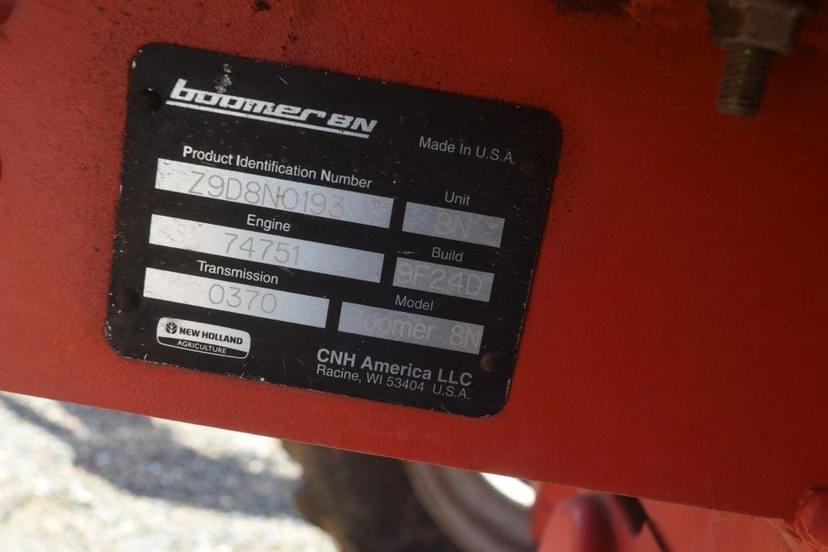 boomer 8N
Made In U.S.A.
Product Identification Number
Z9D8N0193
Unit
8N
Engine
74751
Build
9F24D
Transmission
0370
Model
Boomer 8N
NEW HOLLAND
AGRICULTURE
CNH America LLC
Racine, WI 53404 U.S.A.